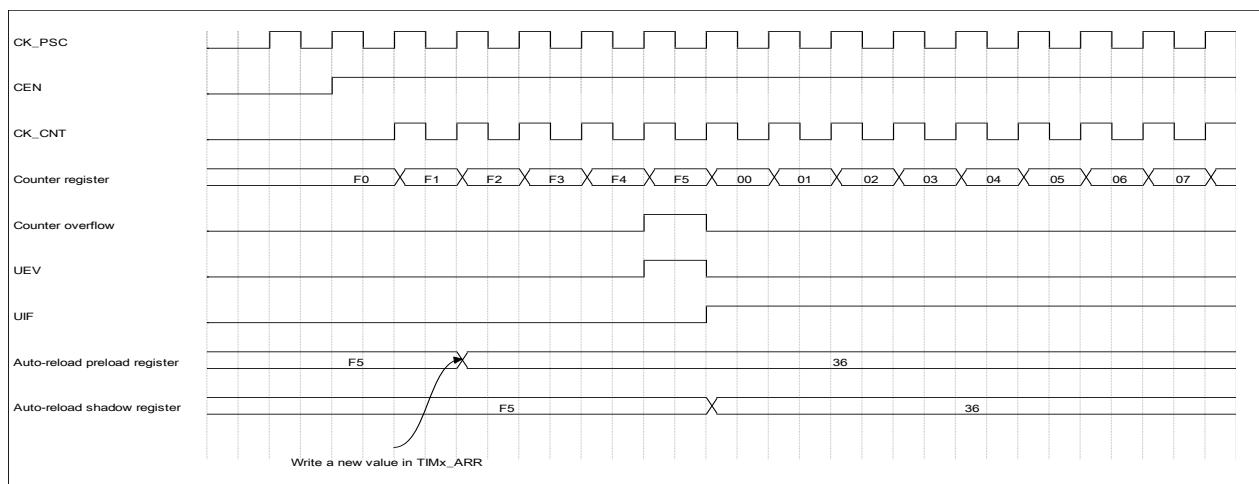 CK_PSC
CEN
CK_CNT
Counter register F0 F1 F2 F3 F4 F5 00 01 02 03 04 05 06 07
Counter overflow
UEV
UIF
Auto-reload preload register F5 36
Auto-reload shadow register F5 36
Write a new value in TIMx_ARR